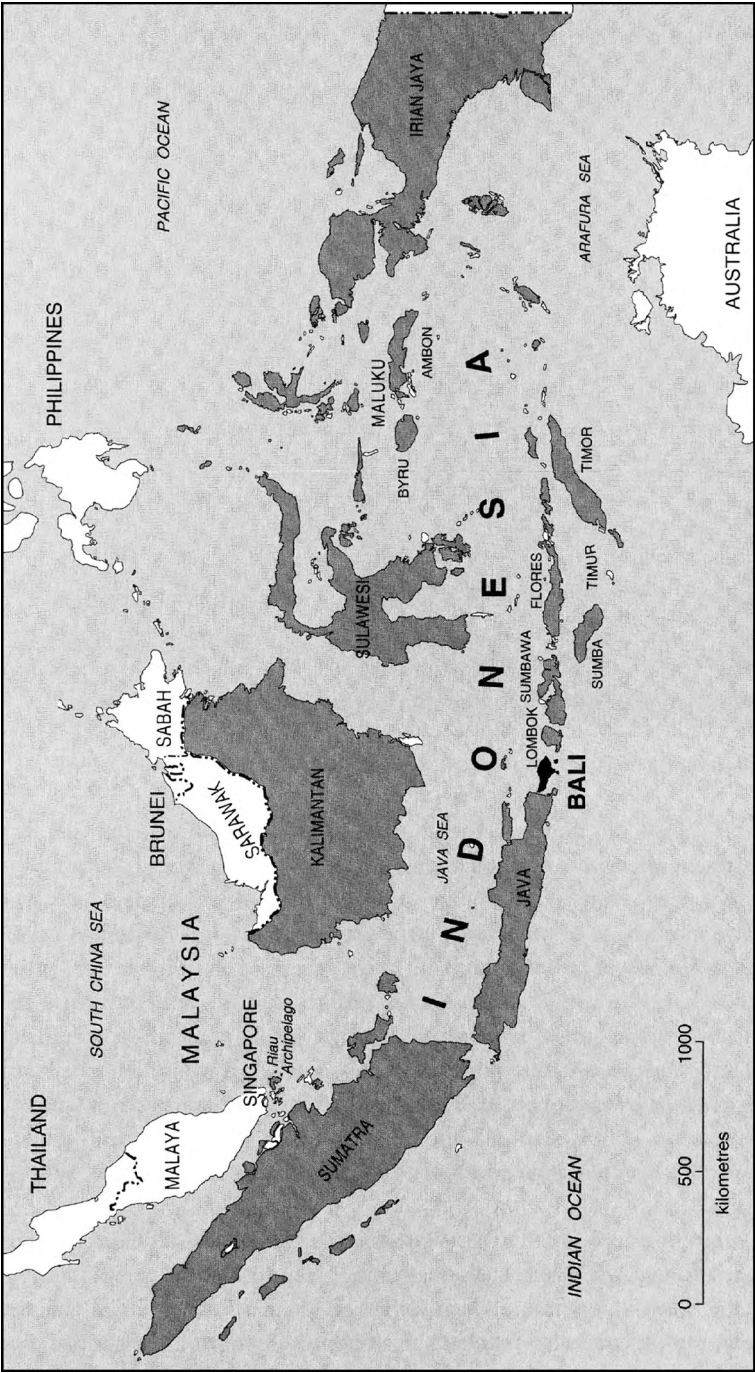 THAILAND
PHILIPPINES
SOUTH CHINA SEA
PACIFIC OCEAN
BRUNEI
SABAH
MALAYSIA
MALAYA
SARAWAK
SINGAPORE
Riau
Archipelago
KALIMANTAN
SULAWESI
MALUKU
BYRU
AMBON
IRIAN JAYA
SUMATRA
INDONESIA
JAVA SEA
JAVA
BALI
LOMBOK
SUMBAWA
FLORES
SUMBA
TIMUR
TIMOR
ARAFURA SEA
AUSTRALIA
INDIAN OCEAN
0 500 1000
kilometres